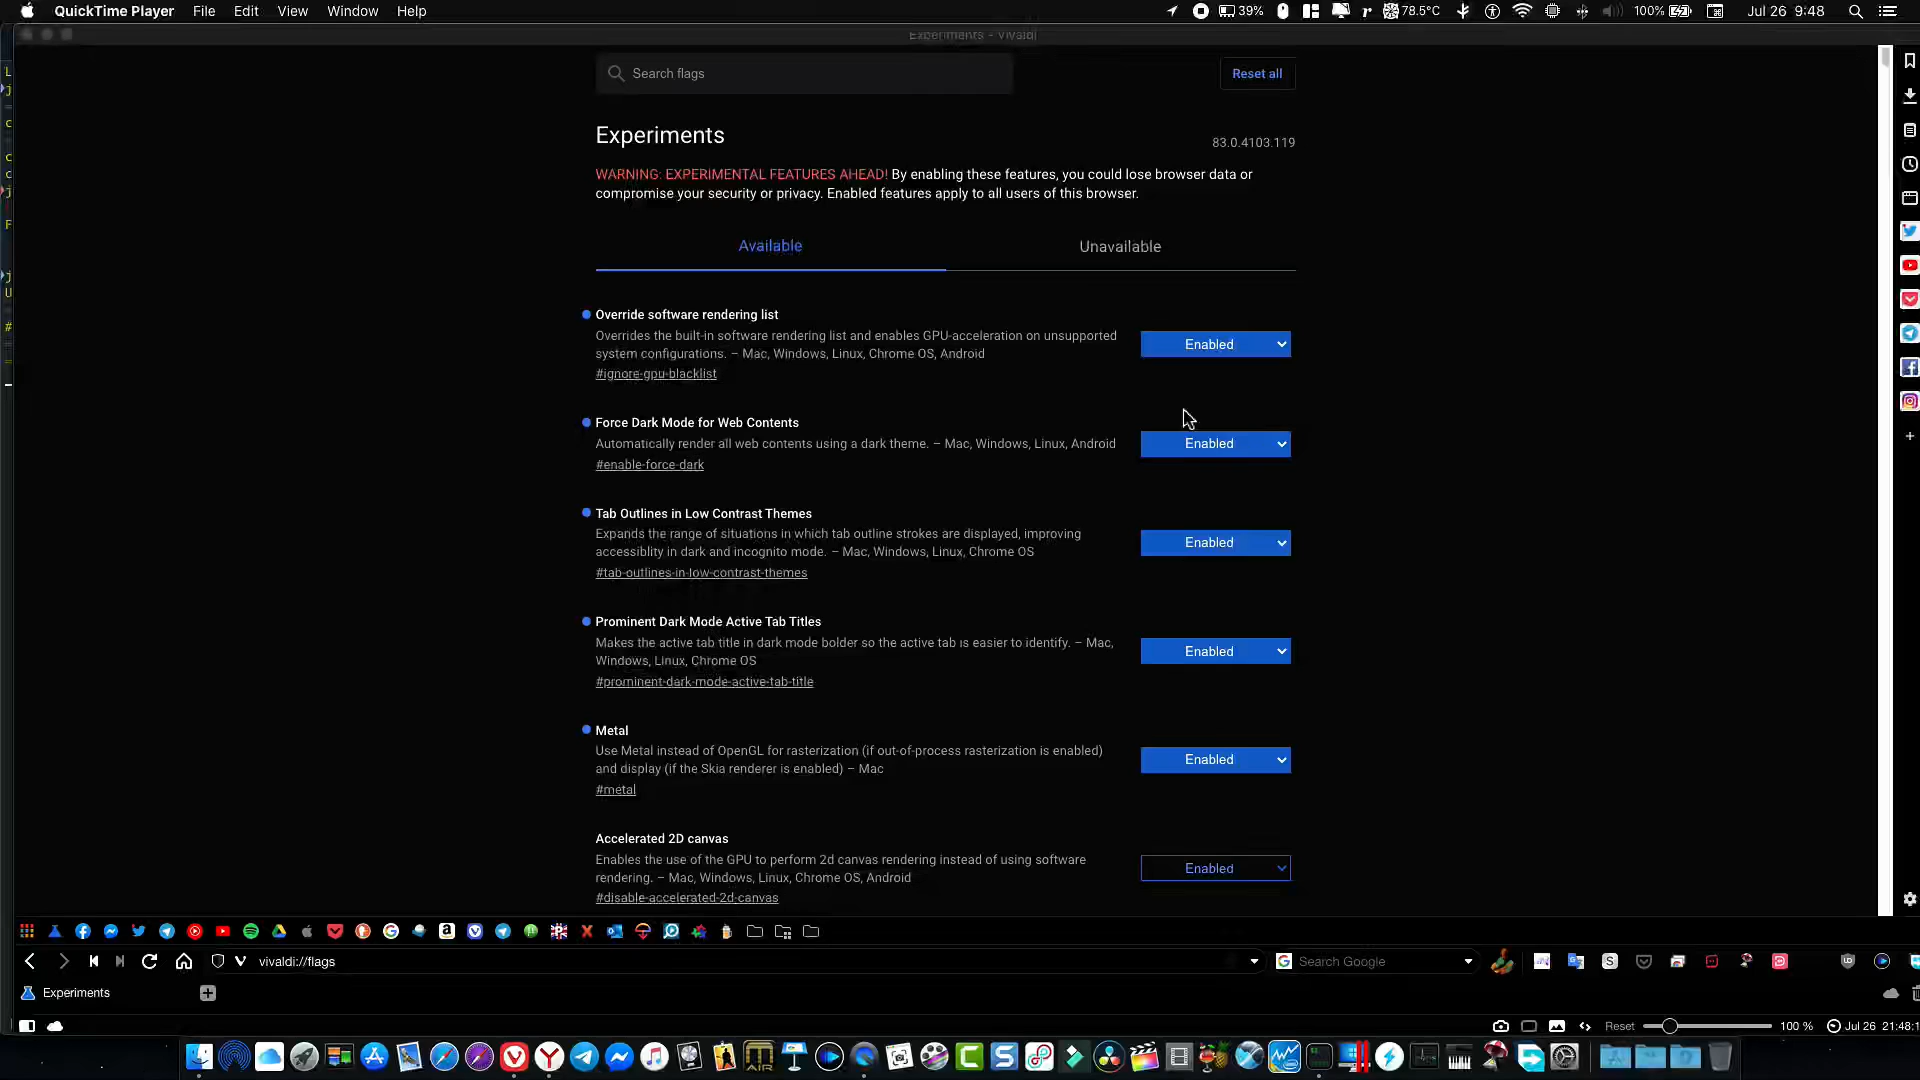 QuickTime Player File Edit View Window Help 39% 78.5°C 100% Jul 26 9:48
Experiments - Vivaldi
Search flags
Reset all
Experiments
83.0.4103.119
WARNING: EXPERIMENTAL FEATURES AHEAD! By enabling these features, you could lose browser data or
compromise your security or privacy. Enabled features apply to all users of this browser.
Available Unavailable
Override software rendering list
Overrides the built-in software rendering list and enables GPU-acceleration on unsupported
system configurations. – Mac, Windows, Linux, Chrome OS, Android
#ignore-gpu-blacklist
Enabled
Force Dark Mode for Web Contents
Automatically render all web contents using a dark theme. – Mac, Windows, Linux, Android
#enable-force-dark
Enabled
Tab Outlines in Low Contrast Themes
Expands the range of situations in which tab outline strokes are displayed, improving
accessiblity in dark and incognito mode. – Mac, Windows, Linux, Chrome OS
#tab-outlines-in-low-contrast-themes
Enabled
Prominent Dark Mode Active Tab Titles
Makes the active tab title in dark mode bolder so the active tab is easier to identify. – Mac,
Windows, Linux, Chrome OS
#prominent-dark-mode-active-tab-title
Enabled
Metal
Use Metal instead of OpenGL for rasterization (if out-of-process rasterization is enabled)
and display (if the Skia renderer is enabled) – Mac
#metal
Enabled
Accelerated 2D canvas
Enables the use of the GPU to perform 2d canvas rendering instead of using software
rendering. – Mac, Windows, Linux, Chrome OS, Android
#disable-accelerated-2d-canvas
Enabled
vivaldi://flags
Search Google
Experiments
Reset 100 % Jul 26 21:48:1